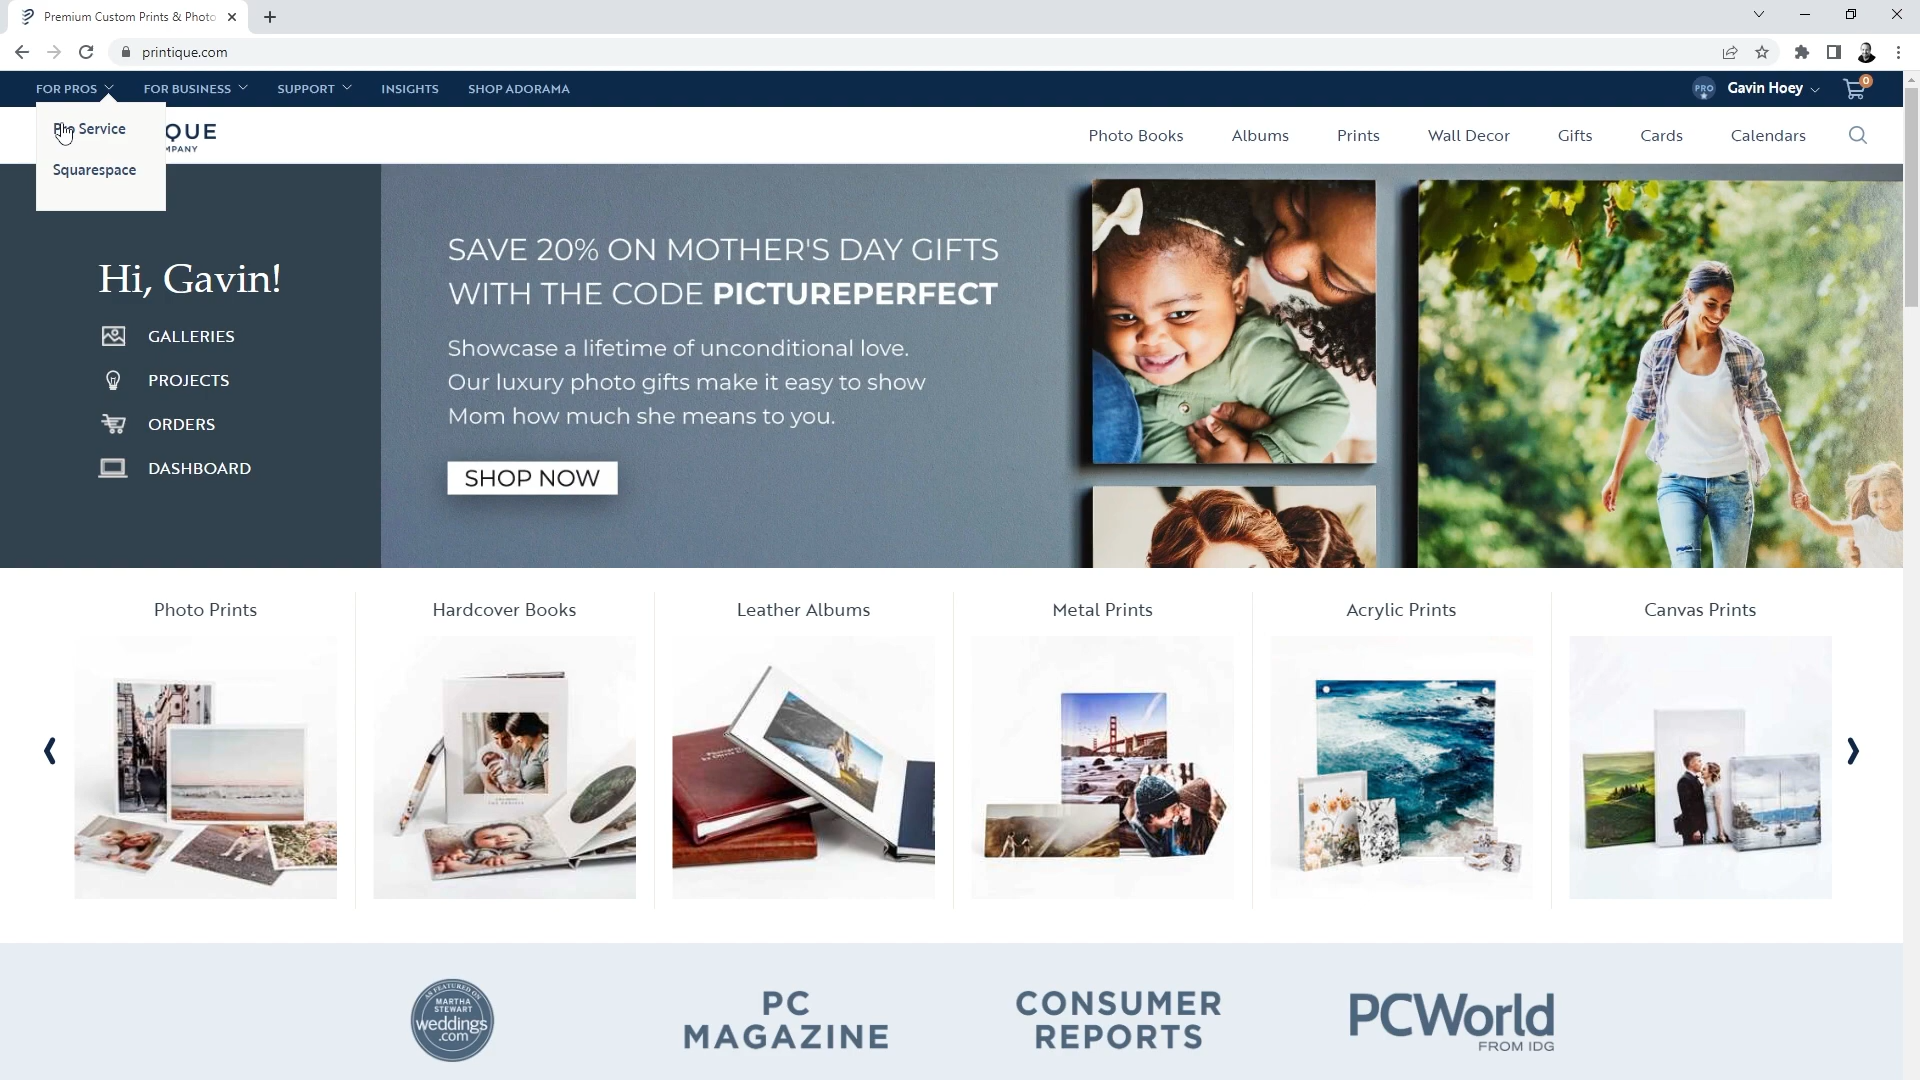 Premium Custom Prints & Photo
printique.com
FOR PROS
FOR BUSINESS
SUPPORT
INSIGHTS
SHOP ADORAMA
PRO
Gavin Hoey
0
Service
Squarespace
QUE
MPANY
Photo Books
Albums
Prints
Wall Decor
Gifts
Cards
Calendars
Hi, Gavin!
GALLERIES
PROJECTS
ORDERS
DASHBOARD
SAVE 20% ON MOTHER'S DAY GIFTS
WITH THE CODE PICTUREPERFECT
Showcase a lifetime of unconditional love.
Our luxury photo gifts make it easy to show
Mom how much she means to you.
SHOP NOW
Photo Prints
Hardcover Books
Leather Albums
Metal Prints
Acrylic Prints
Canvas Prints
AS FEATURED ON
MARTHA
STEWART
weddings
.com
PC
MAGAZINE
CONSUMER
REPORTS
PCWorld
FROM IDG